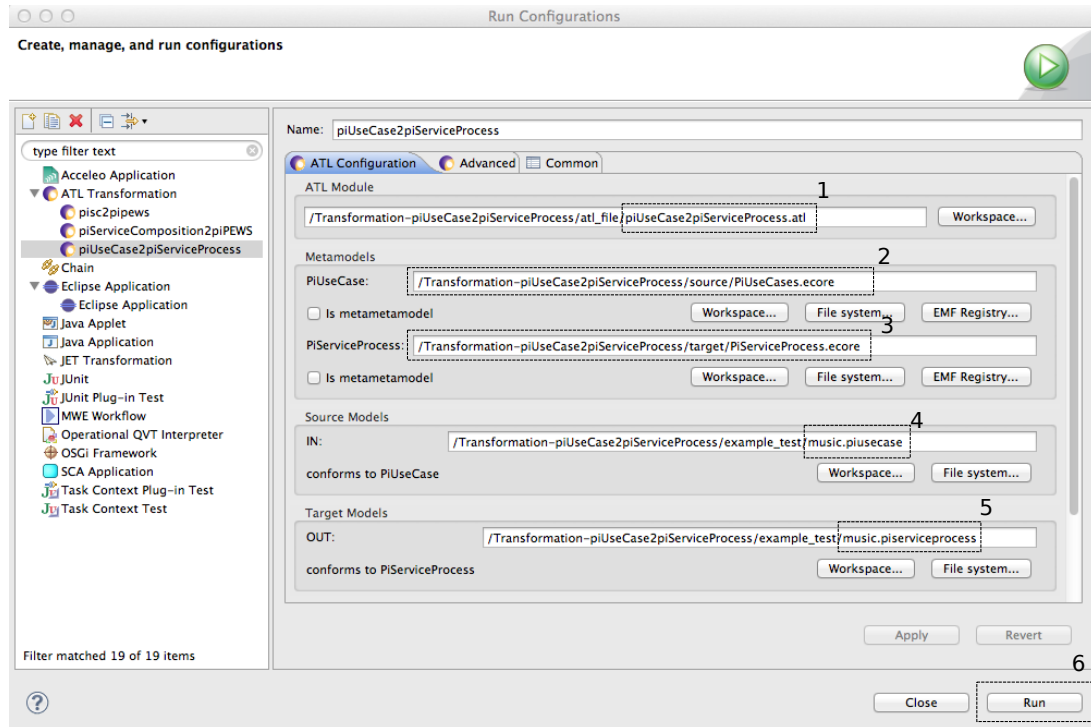 Run Configurations
Create, manage, and run configurations
type filter text
Acceleo Application
ATL Transformation
pisc2pipews
piServiceComposition2piPEWS
piUseCase2piServiceProcess
Chain
Eclipse Application
Eclipse Application
Java Applet
Java Application
JET Transformation
JUnit
JUnit Plug-in Test
MWE Workflow
Operational QVT Interpreter
OSGi Framework
SCA Application
Task Context Plug-in Test
Task Context Test
Filter matched 19 of 19 items
Name: piUseCase2piServiceProcess
ATL Configuration Advanced Common
ATL Module
1
/Transformation-piUseCase2piServiceProcess/atl_file/piUseCase2piServiceProcess.atl Workspace...
Metamodels
2
PiUseCase: /Transformation-piUseCase2piServiceProcess/source/PiUseCases.ecore
Is metametamodel Workspace... File system... EMF Registry...
3
PiServiceProcess: /Transformation-piUseCase2piServiceProcess/target/PiServiceProcess.ecore
Is metametamodel Workspace... File system... EMF Registry...
Source Models
4
IN: /Transformation-piUseCase2piServiceProcess/example_test/music.piusecase
conforms to PiUseCase Workspace... File system...
Target Models
5
OUT: /Transformation-piUseCase2piServiceProcess/example_test/music.piserviceprocess
conforms to PiServiceProcess Workspace... File system...
Apply Revert
6
? Close Run